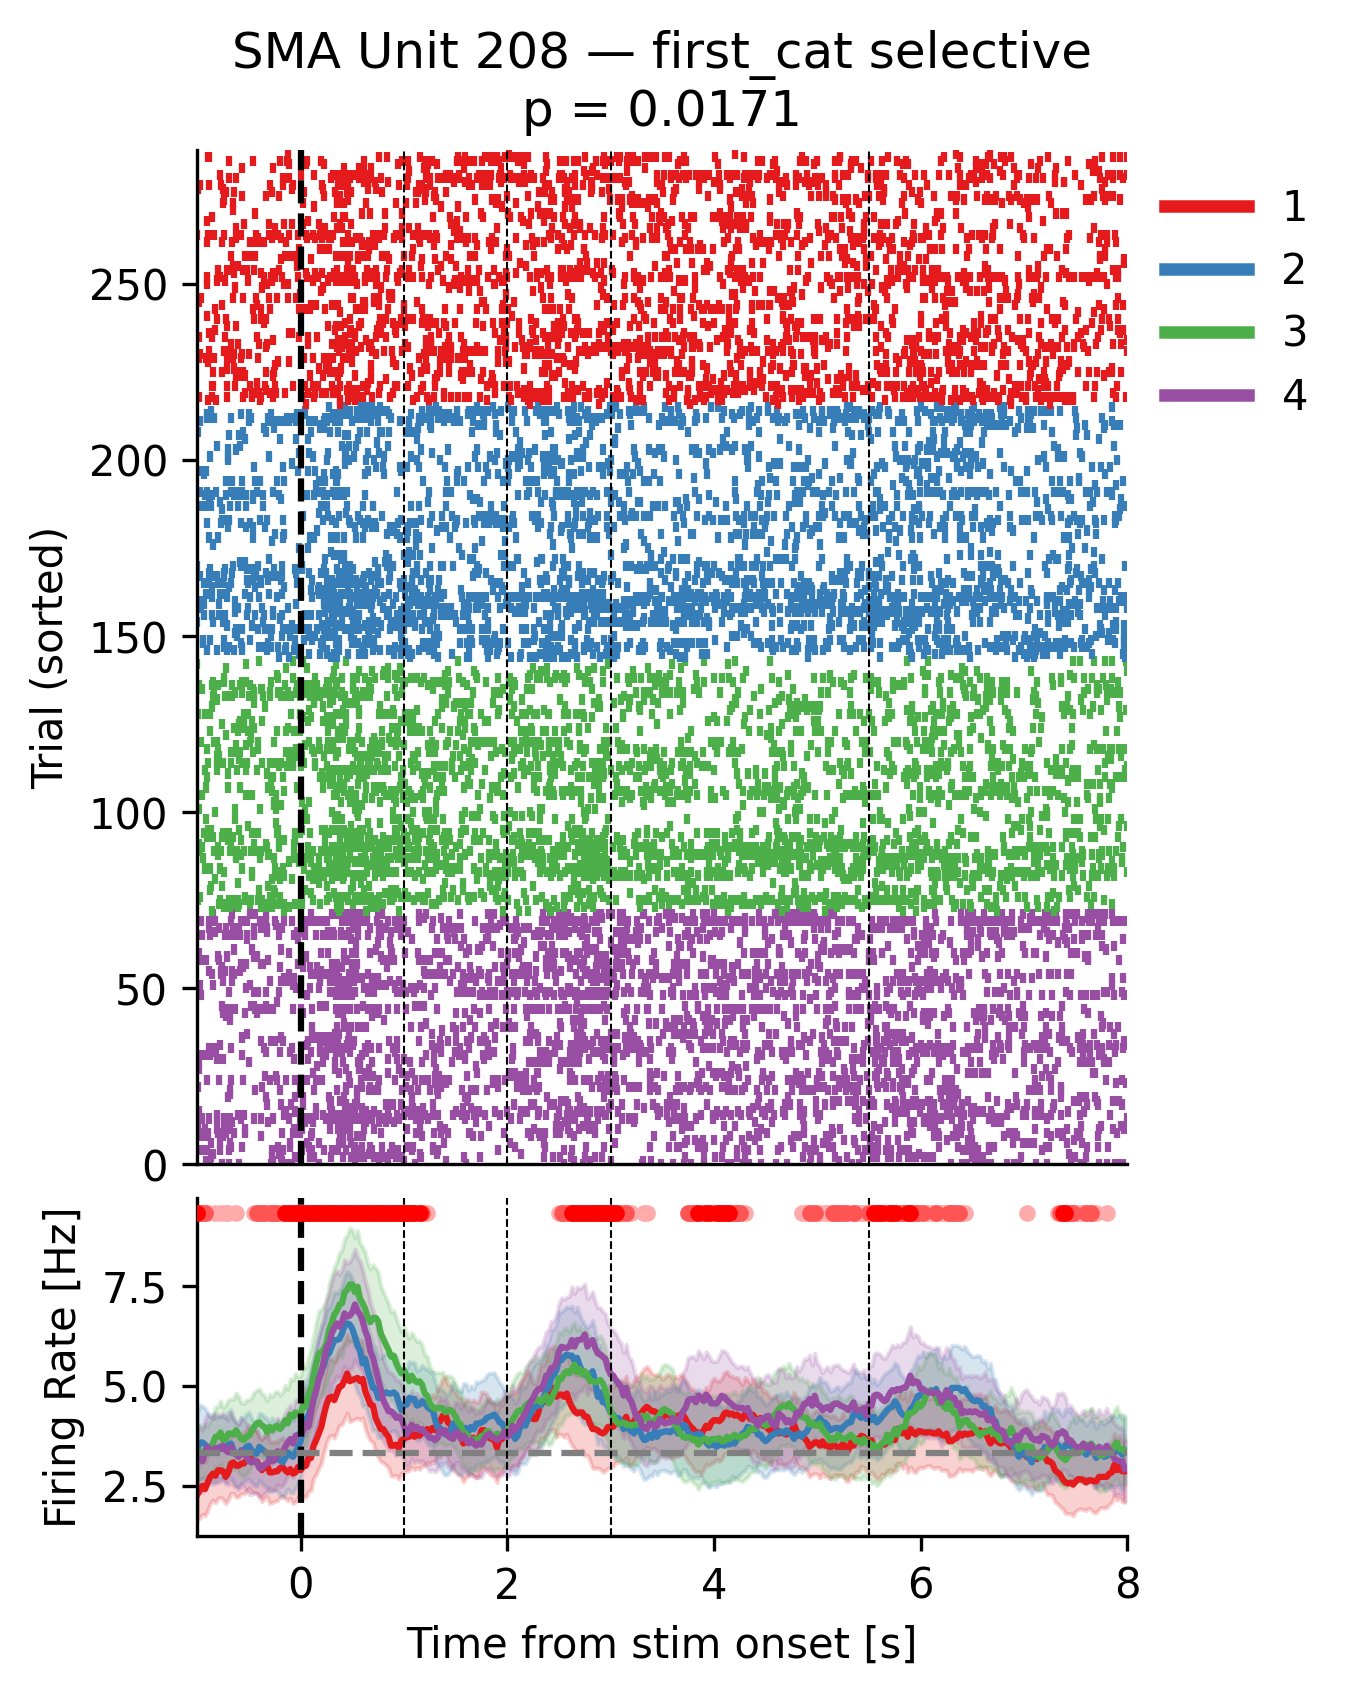 SMA Unit 208 — first_cat selective
p = 0.0171
1
2
3
4
Trial (sorted)
250
200
150
100
50
0
Firing Rate [Hz]
7.5
5.0
2.5
0 2 4 6 8
Time from stim onset [s]